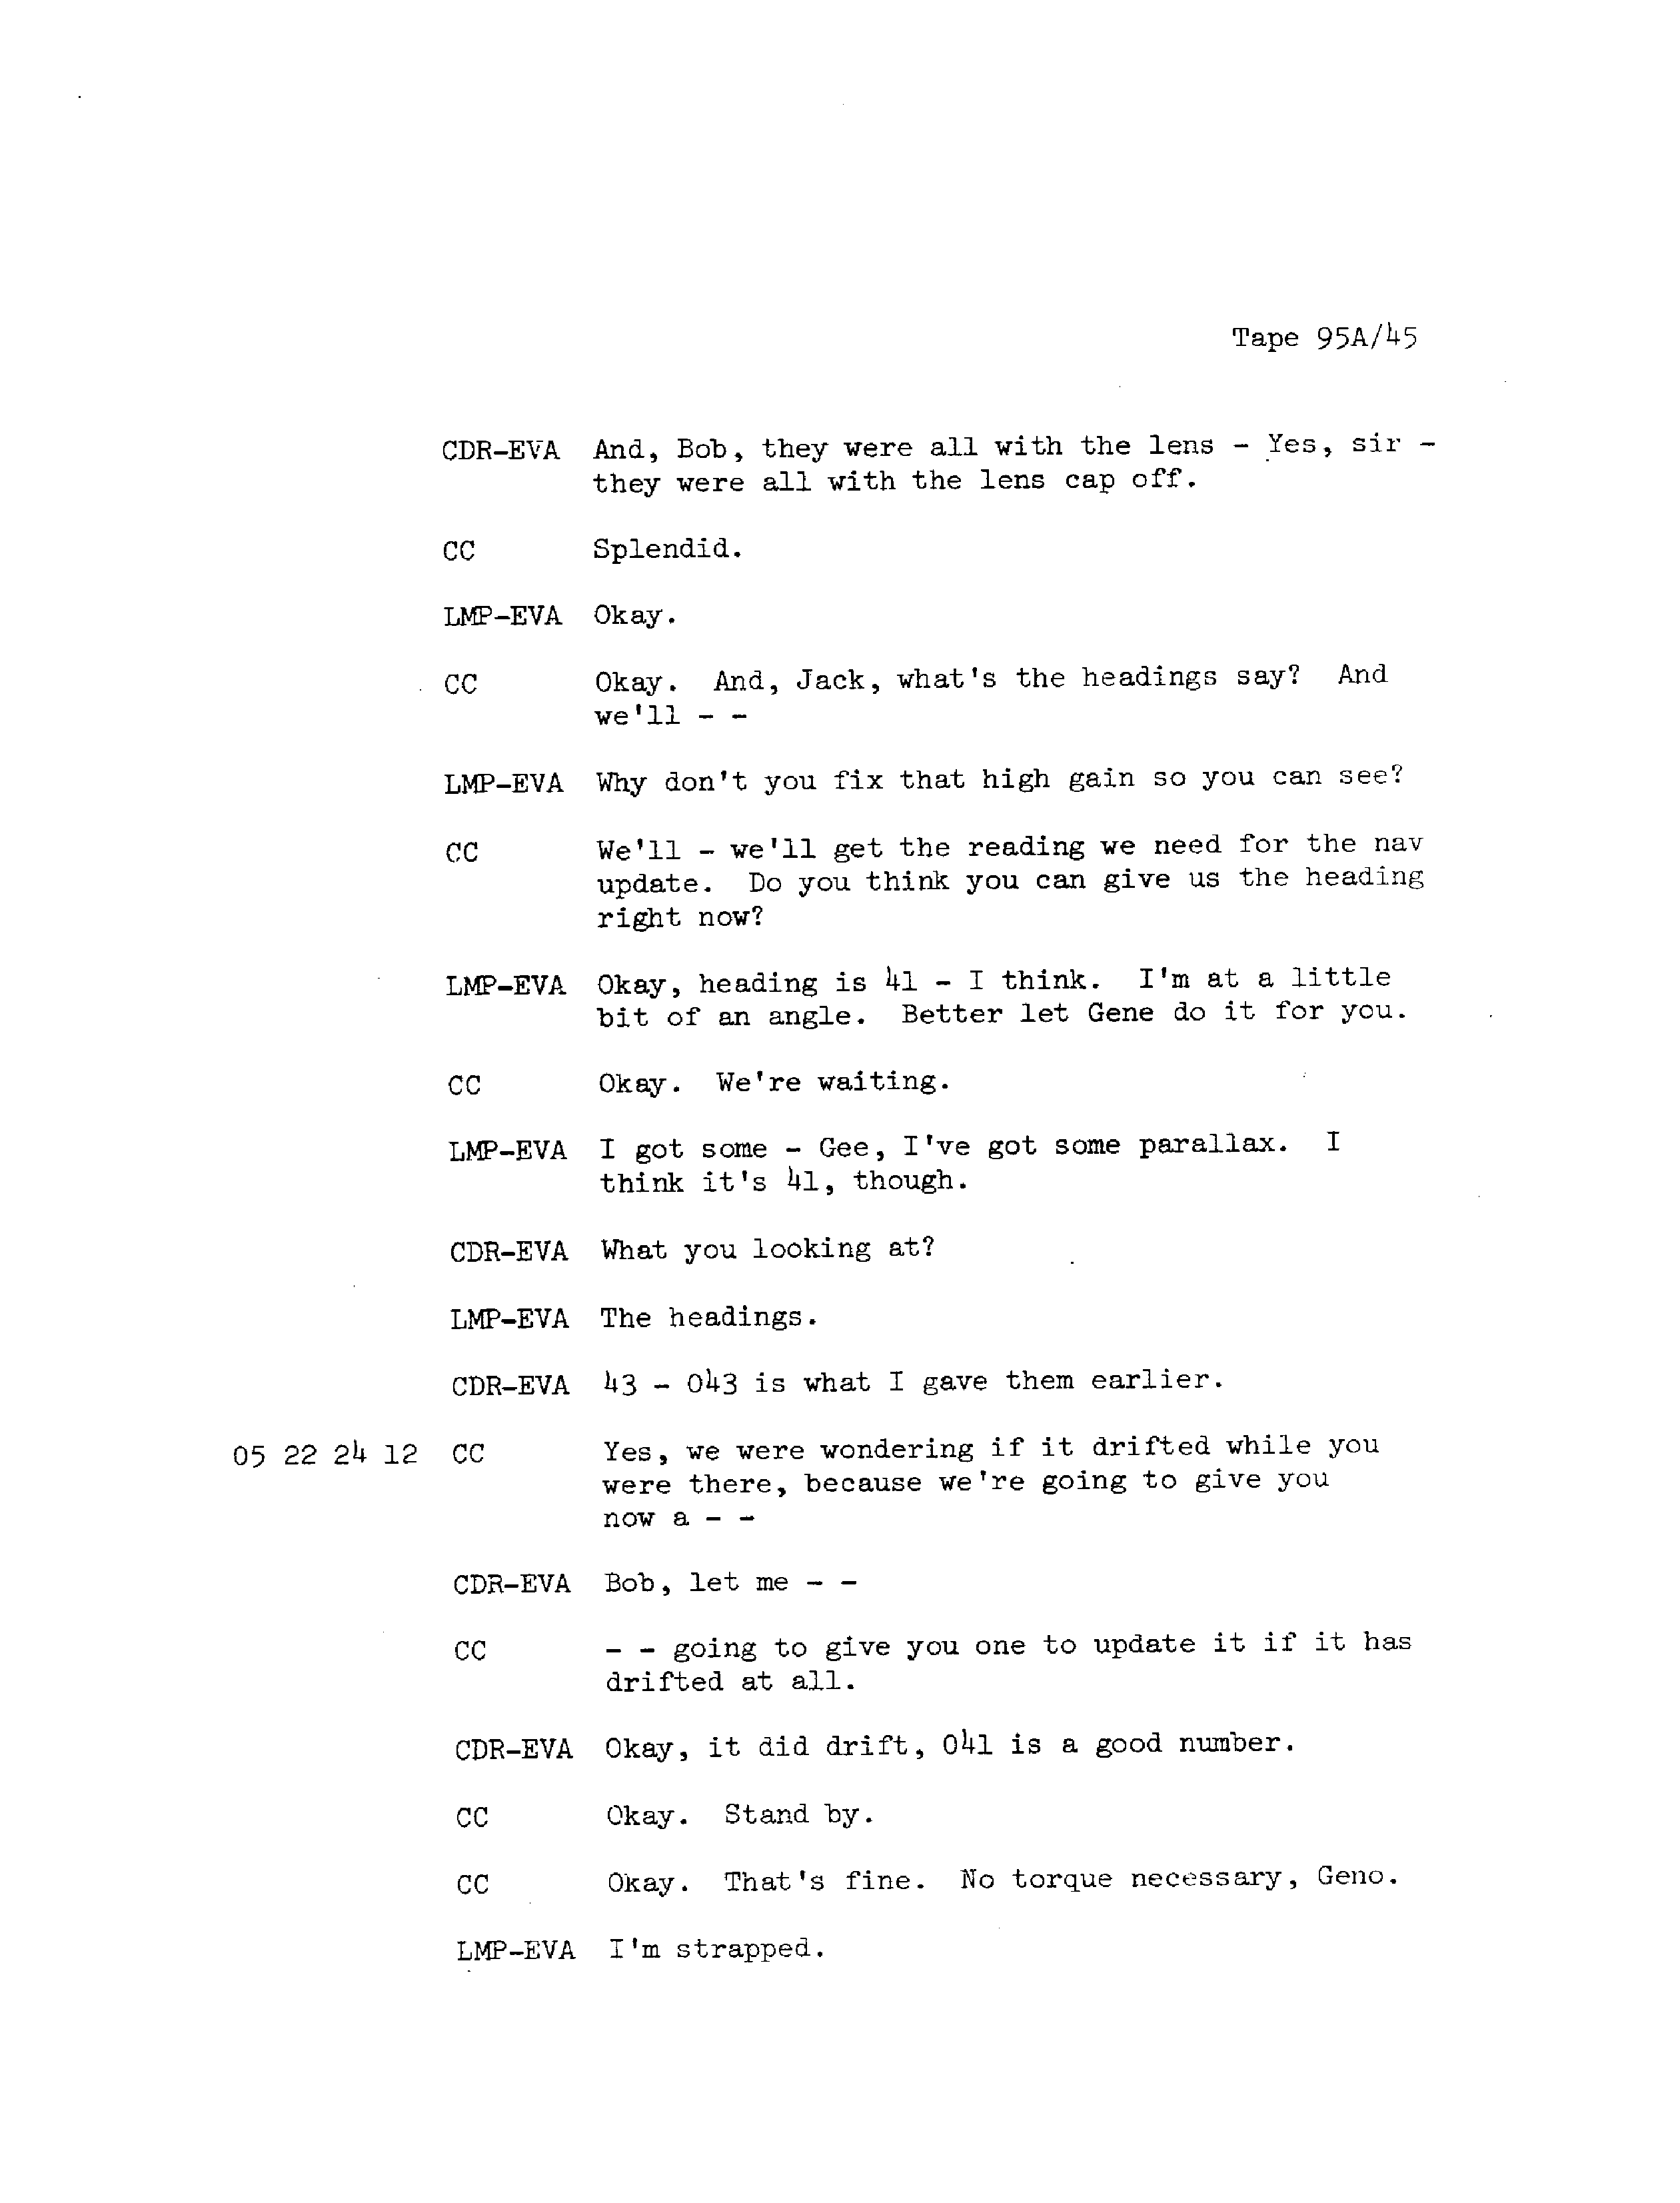 Tape 95A/45
CDR-EVA And, Bob, they were all with the lens - Yes, sir -
they were all with the lens cap off.
CC Splendid.
LMP-EVA Okay.
CC Okay. And, Jack, what's the headings say? And
we'll - -
LMP-EVA Why don't you fix that high gain so you can see?
CC We'll - we'll get the reading we need for the nav
update. Do you think you can give us the heading
right now?
LMP-EVA Okay, heading is 41 - I think. I'm at a little
bit of an angle. Better let Gene do it for you.
CC Okay. We're waiting.
LMP-EVA I got some - Gee, I've got some parallax. I
think it's 41, though.
CDR-EVA What you looking at?
LMP-EVA The headings.
CDR-EVA 43 - 043 is what I gave them earlier.
05 22 24 12 CC Yes, we were wondering if it drifted while you
were there, because we're going to give you
now a - -
CDR-EVA Bob, let me - -
CC - - going to give you one to update it if it has
drifted at all.
CDR-EVA Okay, it did drift, 041 is a good number.
CC Okay. Stand by.
CC Okay. That's fine. No torque necessary, Geno.
LMP-EVA I'm strapped.